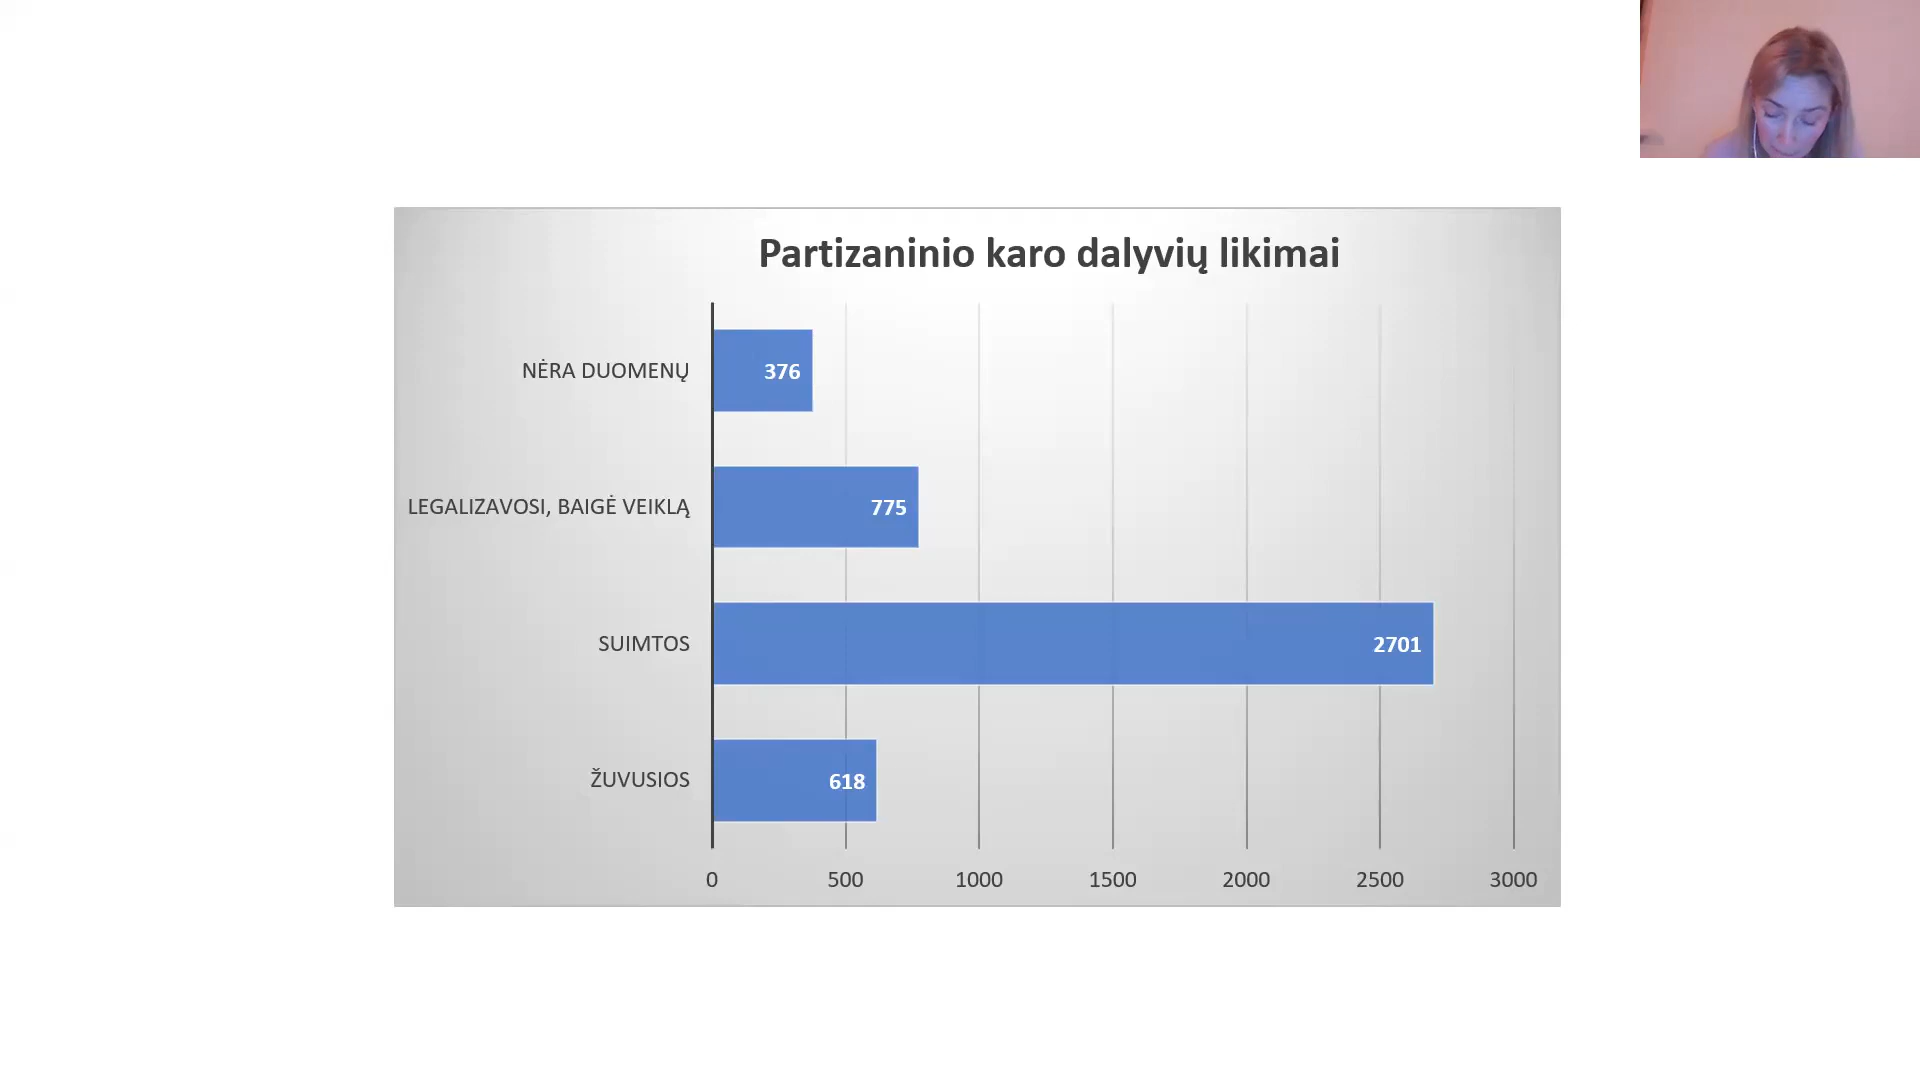 Partizaninio karo dalyvių likimai
NĖRA DUOMENŲ
376
LEGALIZAVOSI, BAIGĖ VEIKLĄ
775
SUIMTOS
2701
ŽUVUSIOS
618
0 500 1000 1500 2000 2500 3000